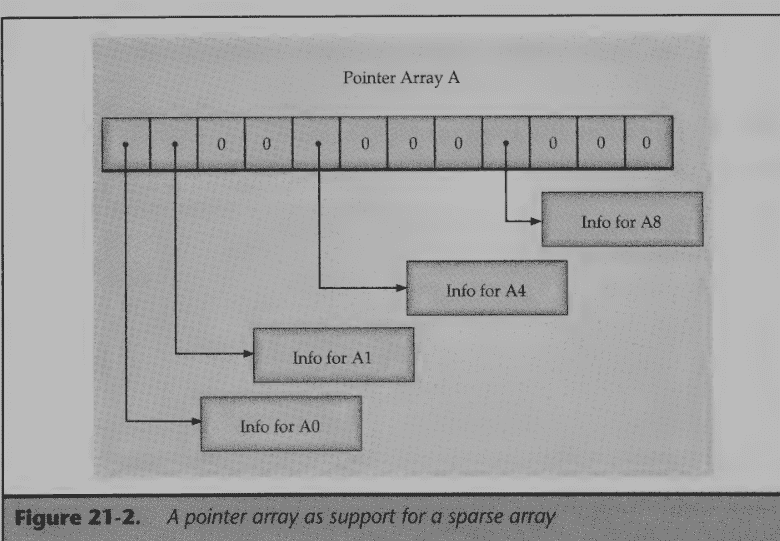 Pointer Array A
0 0 0 0 0 0 0 0
Info for A8
Info for A4
Info for A1
Info for A0
Figure 21-2. A pointer array as support for a sparse array